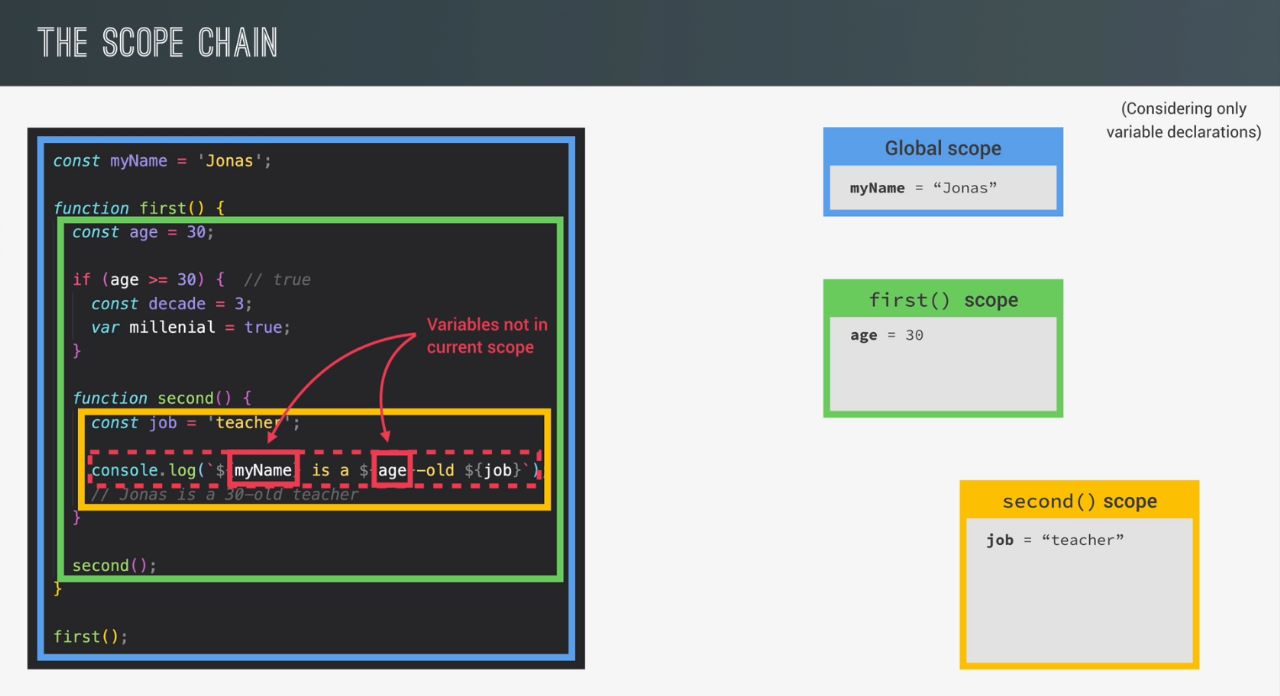 THE SCOPE CHAIN
(Considering only
variable declarations)
const myName = 'Jonas';
function first() {
const age = 30;
if (age >= 30) { // true
const decade = 3;
var millenial = true;
}
function second() {
const job = 'teacher';
console.log(`${myName} is a ${age}-old ${job}`)
// Jonas is a 30-old teacher
}
second();
}
first();
Variables not in
current scope
Global scope
myName = “Jonas”
first() scope
age = 30
second() scope
job = “teacher”